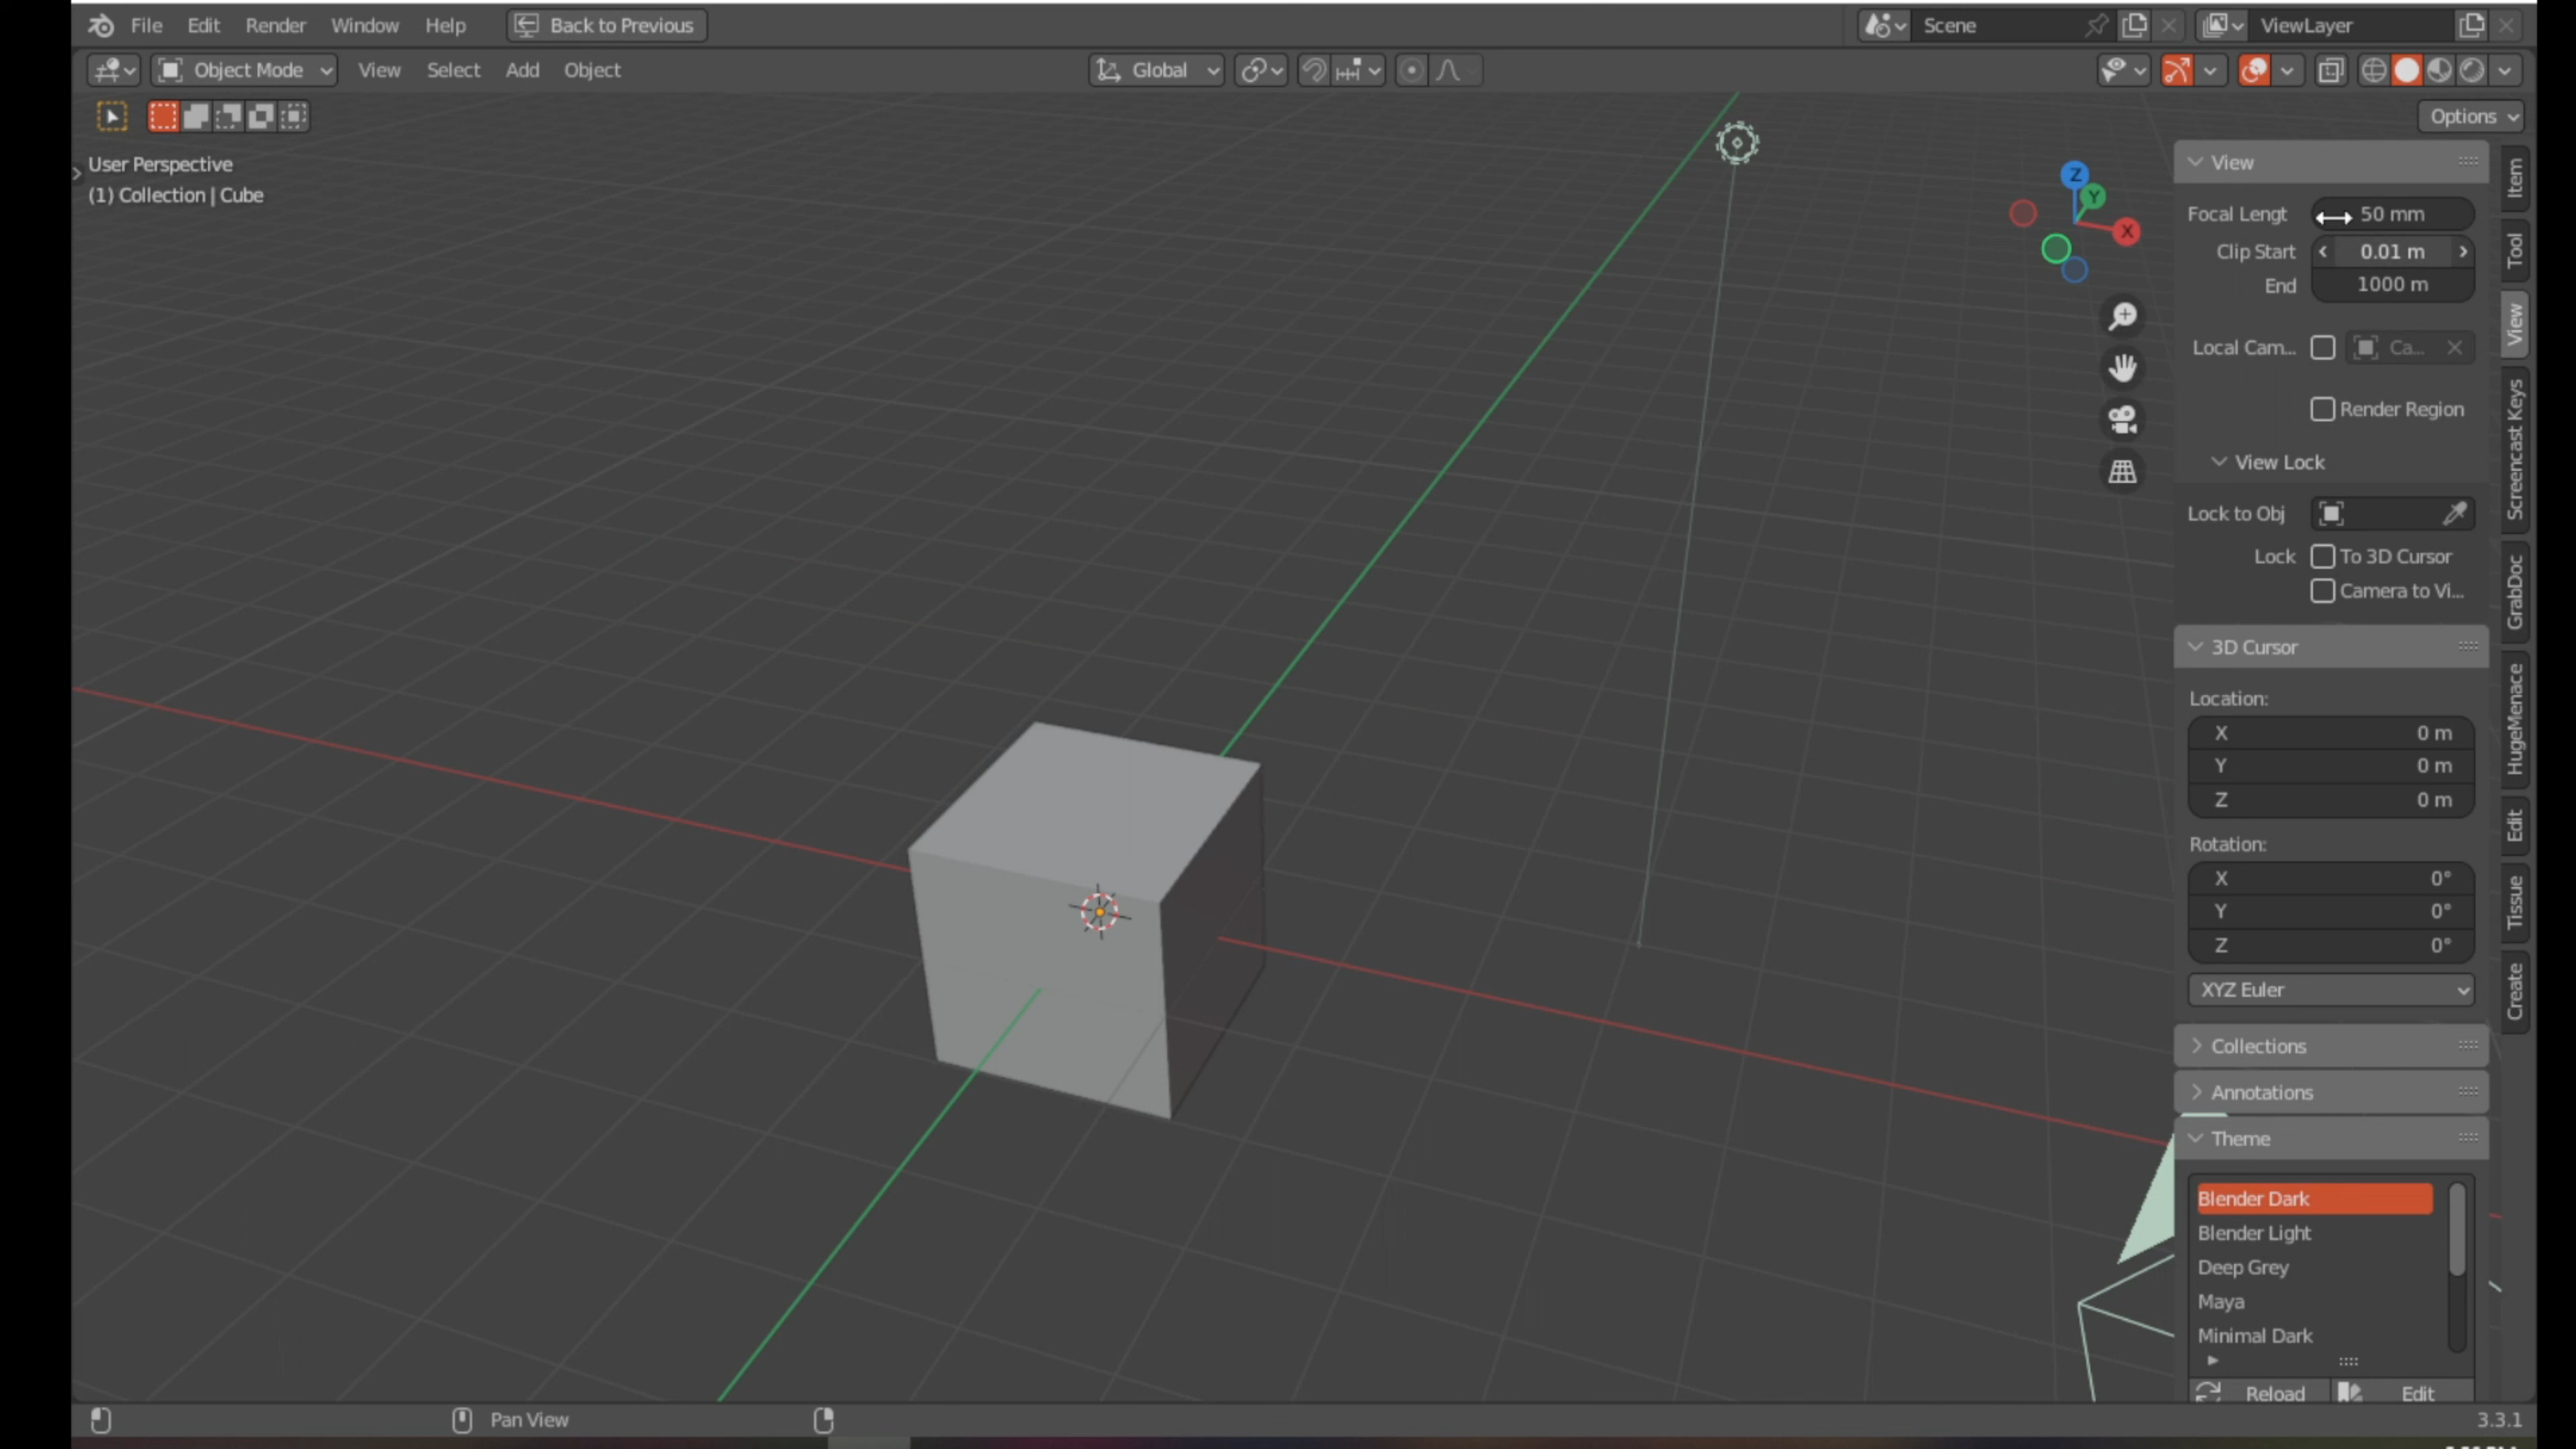 File Edit Render Window Help Back to Previous Scene ViewLayer
Object Mode View Select Add Object Global
Options
User Perspective
(1) Collection | Cube
Z
Y
X
View
Focal Lengt 50 mm
Clip Start 0.01 m
End 1000 m
Local Cam... Ca...
Render Region
View Lock
Lock to Obj
Lock To 3D Cursor
Camera to Vi...
3D Cursor
Location:
X 0 m
Y 0 m
Z 0 m
Rotation:
X 0°
Y 0°
Z 0°
XYZ Euler
Collections
Annotations
Theme
Blender Dark
Blender Light
Deep Grey
Maya
Minimal Dark
Reload Edit
Item
Tool
View
Screencast Keys
GrabDoc
HugeMenace
Edit
Tissue
Create
Pan View 3.3.1